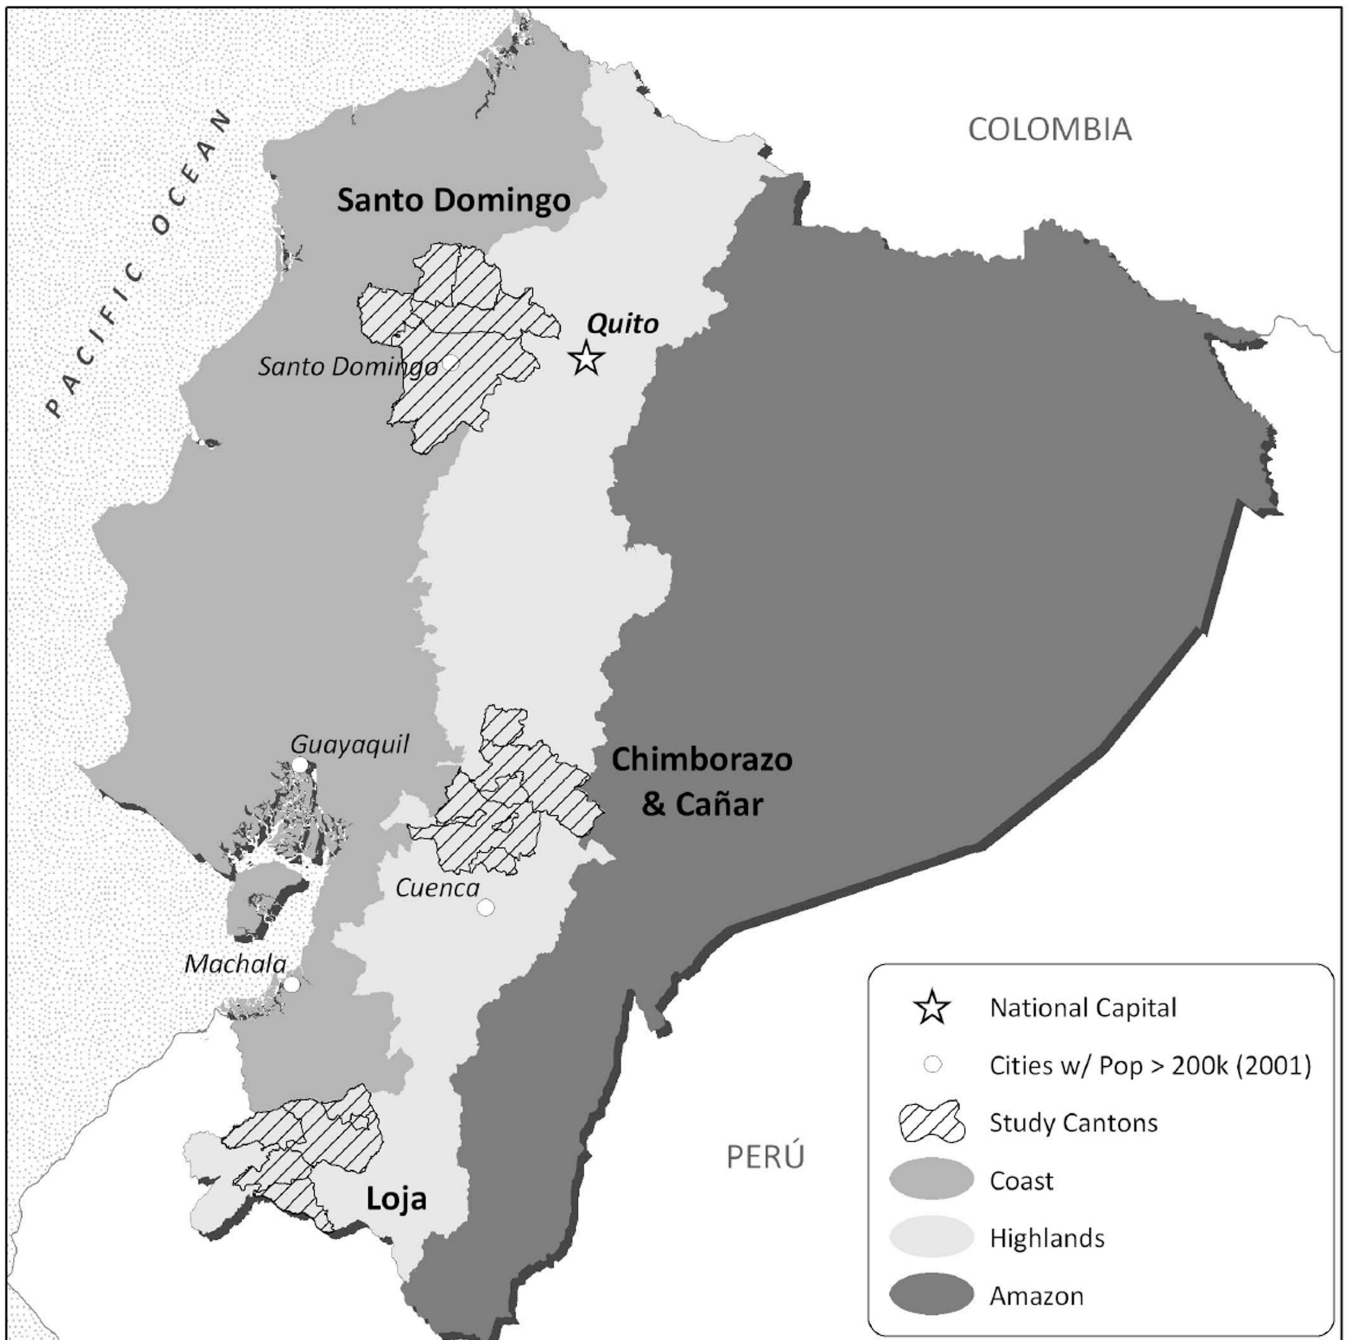 COLOMBIA
PACIFIC OCEAN
Santo Domingo
Quito
Santo Domingo
Guayaquil
Chimborazo
& Cañar
Cuenca
Machala
National Capital
Cities w/ Pop > 200k (2001)
Study Cantons
PERÚ
Coast
Loja
Highlands
Amazon